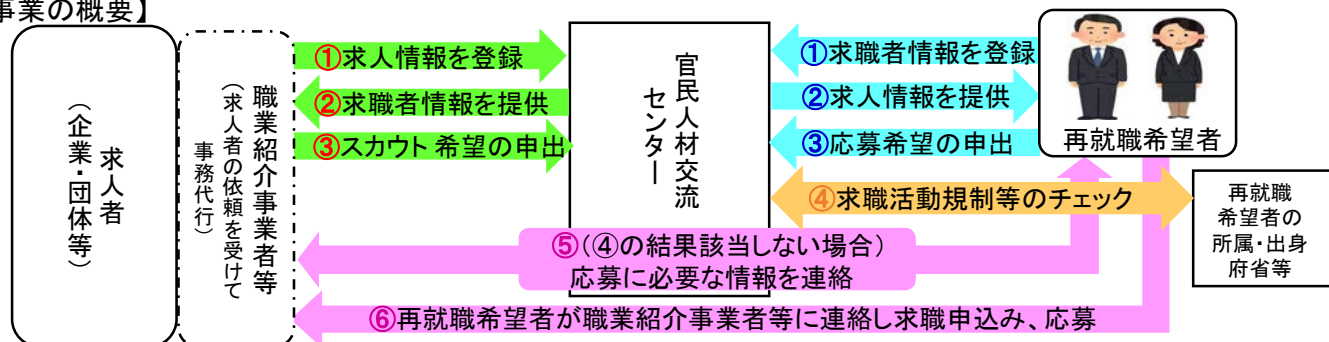 事業の概要】
求人者
（企業・団体等）
職業紹介事業者等
（求人者の依頼を受けて
事務代行）
①求人情報を登録
②求職者情報を提供
③スカウト希望の申出
官民人材交流
センター
①求職者情報を登録
②求人情報を提供
③応募希望の申出
再就職希望者
④求職活動規制等のチェック
再就職
希望者の
所属・出身
府省等
⑤（④の結果該当しない場合）
応募に必要な情報を連絡
⑥再就職希望者が職業紹介事業者等に連絡し求職申込み、応募